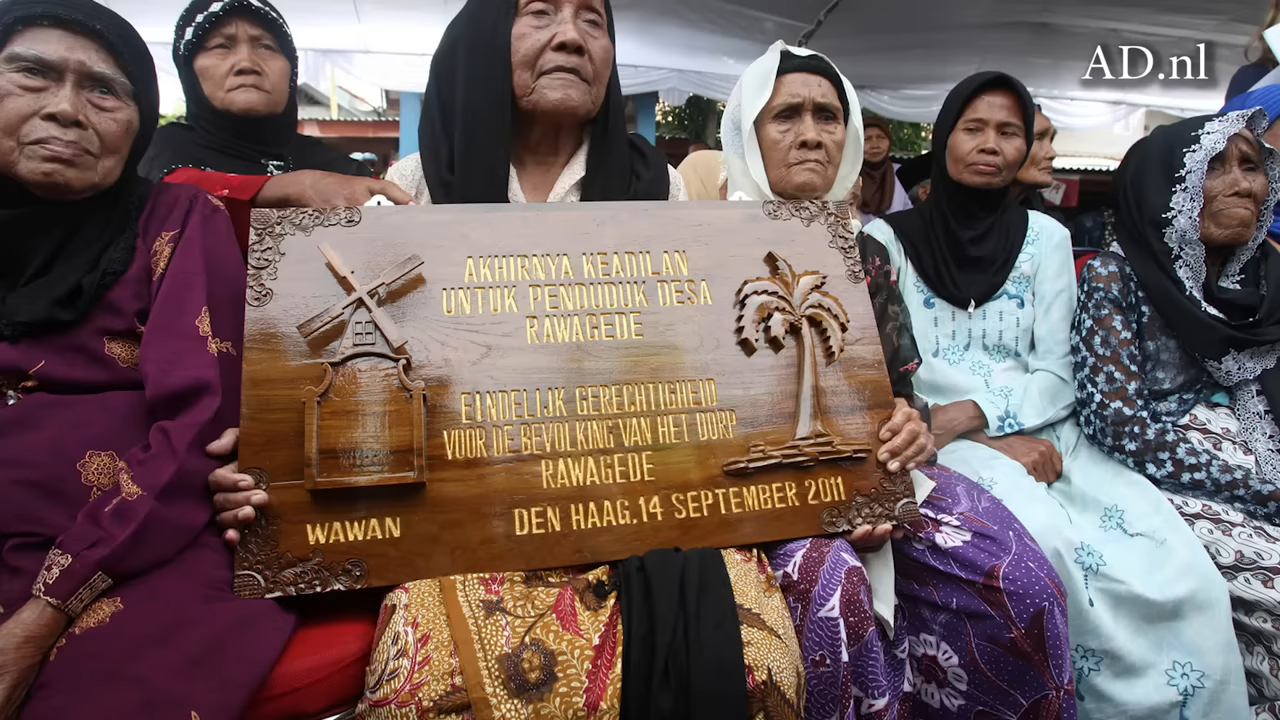 AD.nl
AKHIRNYA KEADILAN
UNTUK PENDUDUK DESA
RAWAGEDE
EINDELIJK GERECHTIGHEID
VOOR DE BEVOLKING VAN HET DORP
RAWAGEDE
DEN HAAG, 14 SEPTEMBER 2011
WAWAN